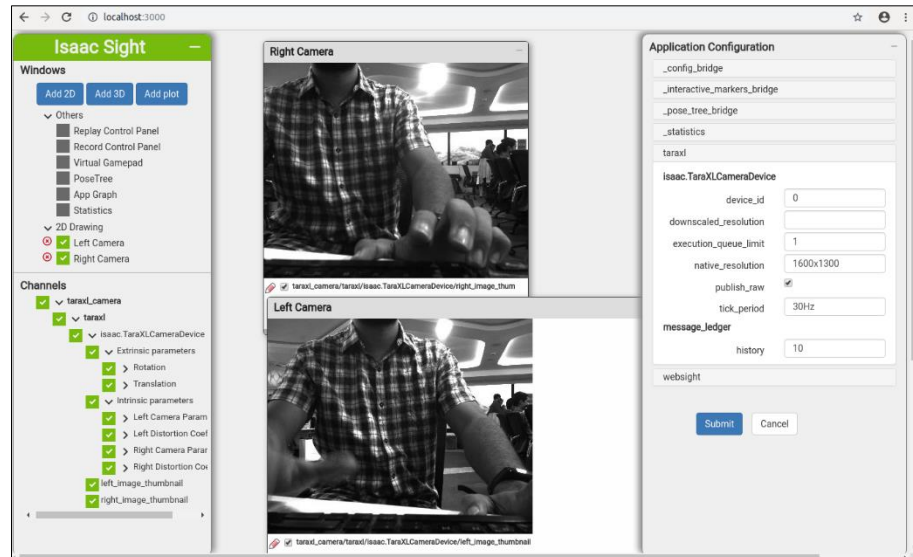 localhost:3000
Isaac Sight
Windows
Add 2D Add 3D Add plot
Others
Replay Control Panel
Record Control Panel
Virtual Gamepad
PoseTree
App Graph
Statistics
2D Drawing
Left Camera
Right Camera
Channels
taraxl_camera
taraxl
isaac.TaraXLCameraDevice
Extrinsic parameters
Rotation
Translation
Intrinsic parameters
Left Camera Param
Left Distortion Coef
Right Camera Parar
Right Distortion Coe
left_image_thumbnail
right_image_thumbnail
Right Camera
taraxl_camera/taraxl/isaac.TaraXLCameraDevice/right_image_thum
Left Camera
taraxl_camera/taraxl/isaac.TaraXLCameraDevice/left_image_thumbnail
Application Configuration
_config_bridge
_interactive_markers_bridge
_pose_tree_bridge
_statistics
taraxl
isaac.TaraXLCameraDevice
device_id 0
downscaled_resolution
execution_queue_limit 1
native_resolution 1600x1300
publish_raw
tick_period 30Hz
message_ledger
history 10
websight
Submit Cancel